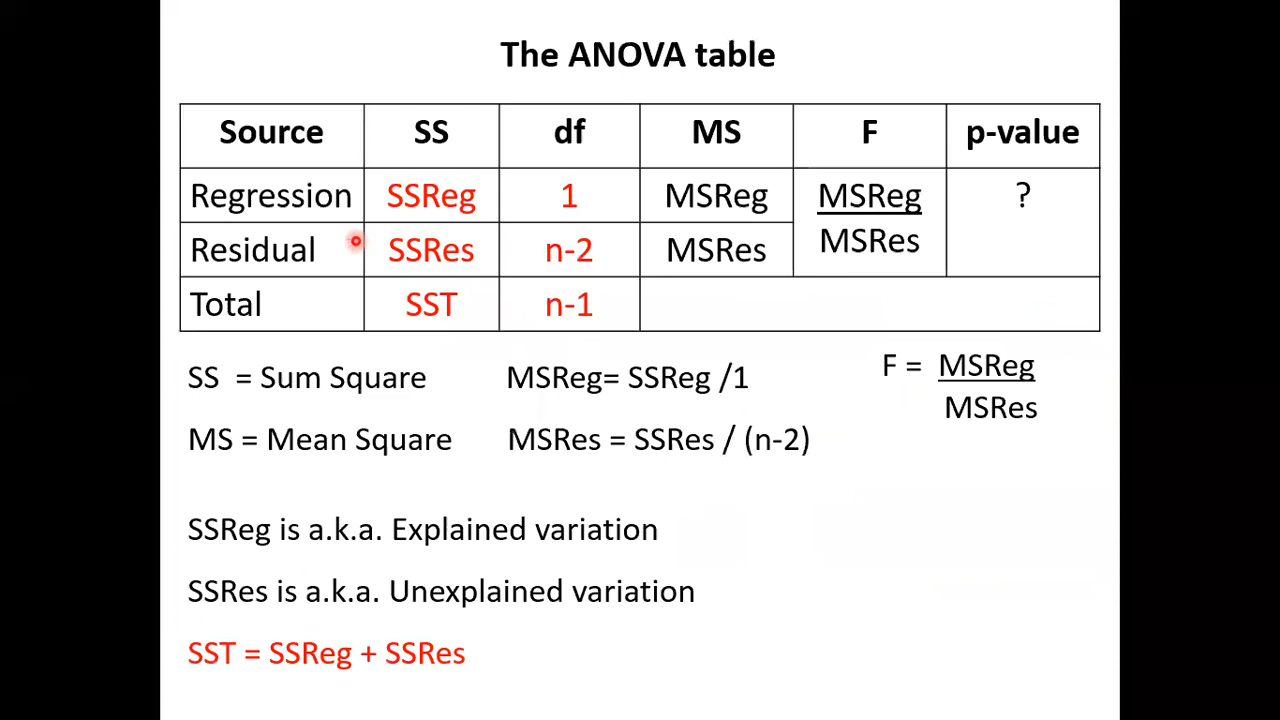 The ANOVA table
Source SS df MS F p-value
Regression SSReg 1 MSReg MSReg ?
Residual SSRes n-2 MSRes MSRes
Total SST n-1
SS = Sum Square MSReg= SSReg /1 F = MSReg
MSRes
MS = Mean Square MSRes = SSRes / (n-2)
SSReg is a.k.a. Explained variation
SSRes is a.k.a. Unexplained variation
SST = SSReg + SSRes